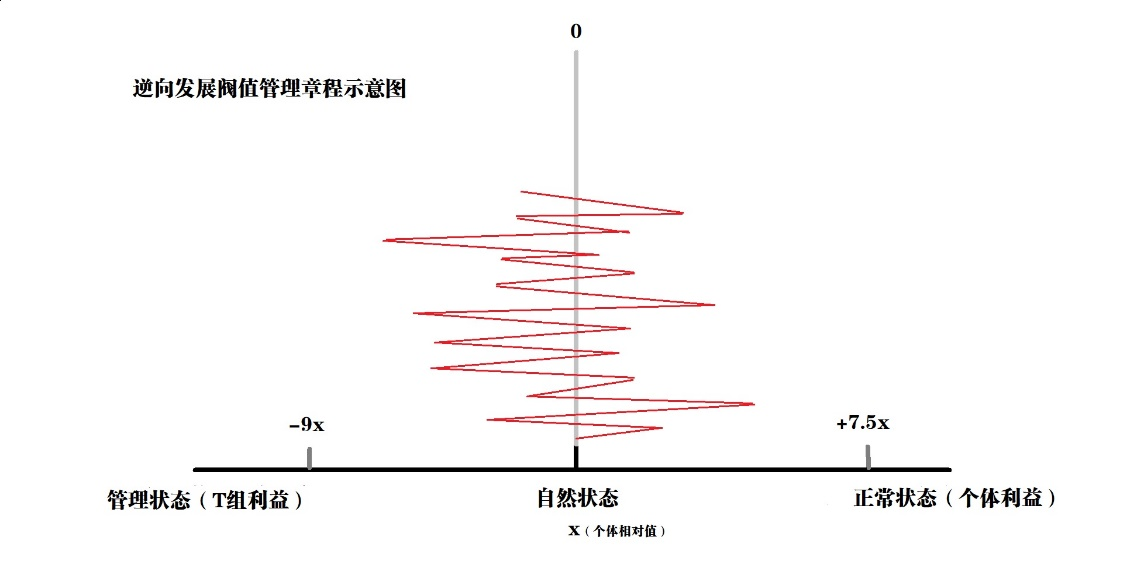 0
逆向发展阀值管理章程示意图
-9x
+7.5x
管理状态（T组利益）
自然状态
正常状态（个体利益）
X（个体相对值）